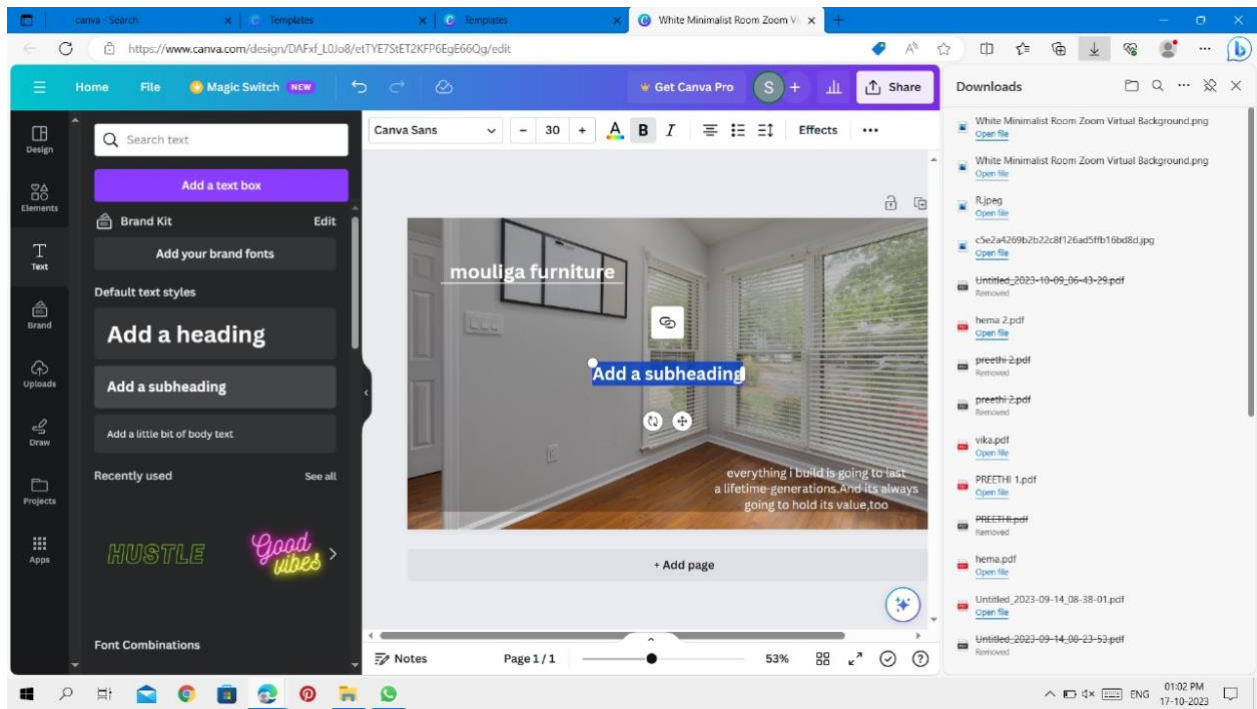 canva - Search
Templates
Templates
White Minimalist Room Zoom Vi
https://www.canva.com/design/DAFxf_L0Jo8/etTYE7StET2KFP6EgE66Qg/edit
Home File Magic Switch NEW Get Canva Pro S + Share
Canva Sans - 30 + A B I Effects
Design
Elements
Text
Brand
Uploads
Draw
Projects
Apps
Search text
Add a text box
Brand Kit Edit
Add your brand fonts
Default text styles
Add a heading
Add a subheading
Add a little bit of body text
Recently used See all
HUSTLE
Good
vibes
Font Combinations
mouliga furniture
Add a subheading
everything i build is going to last
a lifetime-generations.And its always
going to hold its value,too
+ Add page
Notes Page 1 / 1 53%
Downloads
White Minimalist Room Zoom Virtual Background.png
Open file
White Minimalist Room Zoom Virtual Background.png
Open file
R.jpeg
Open file
c5e2a4269b2b22c8f126ad5ffb16bd8d.jpg
Open file
Untitled_2023-10-09_06-43-29.pdf
Removed
hema 2.pdf
Open file
preethi 2.pdf
Removed
preethi 2.pdf
Removed
vika.pdf
Open file
PREETHI 1.pdf
Open file
PREETHI.pdf
Removed
hema.pdf
Open file
Untitled_2023-09-14_08-38-01.pdf
Open file
Untitled_2023-09-14_08-23-53.pdf
Removed
ENG
01:02 PM
17-10-2023